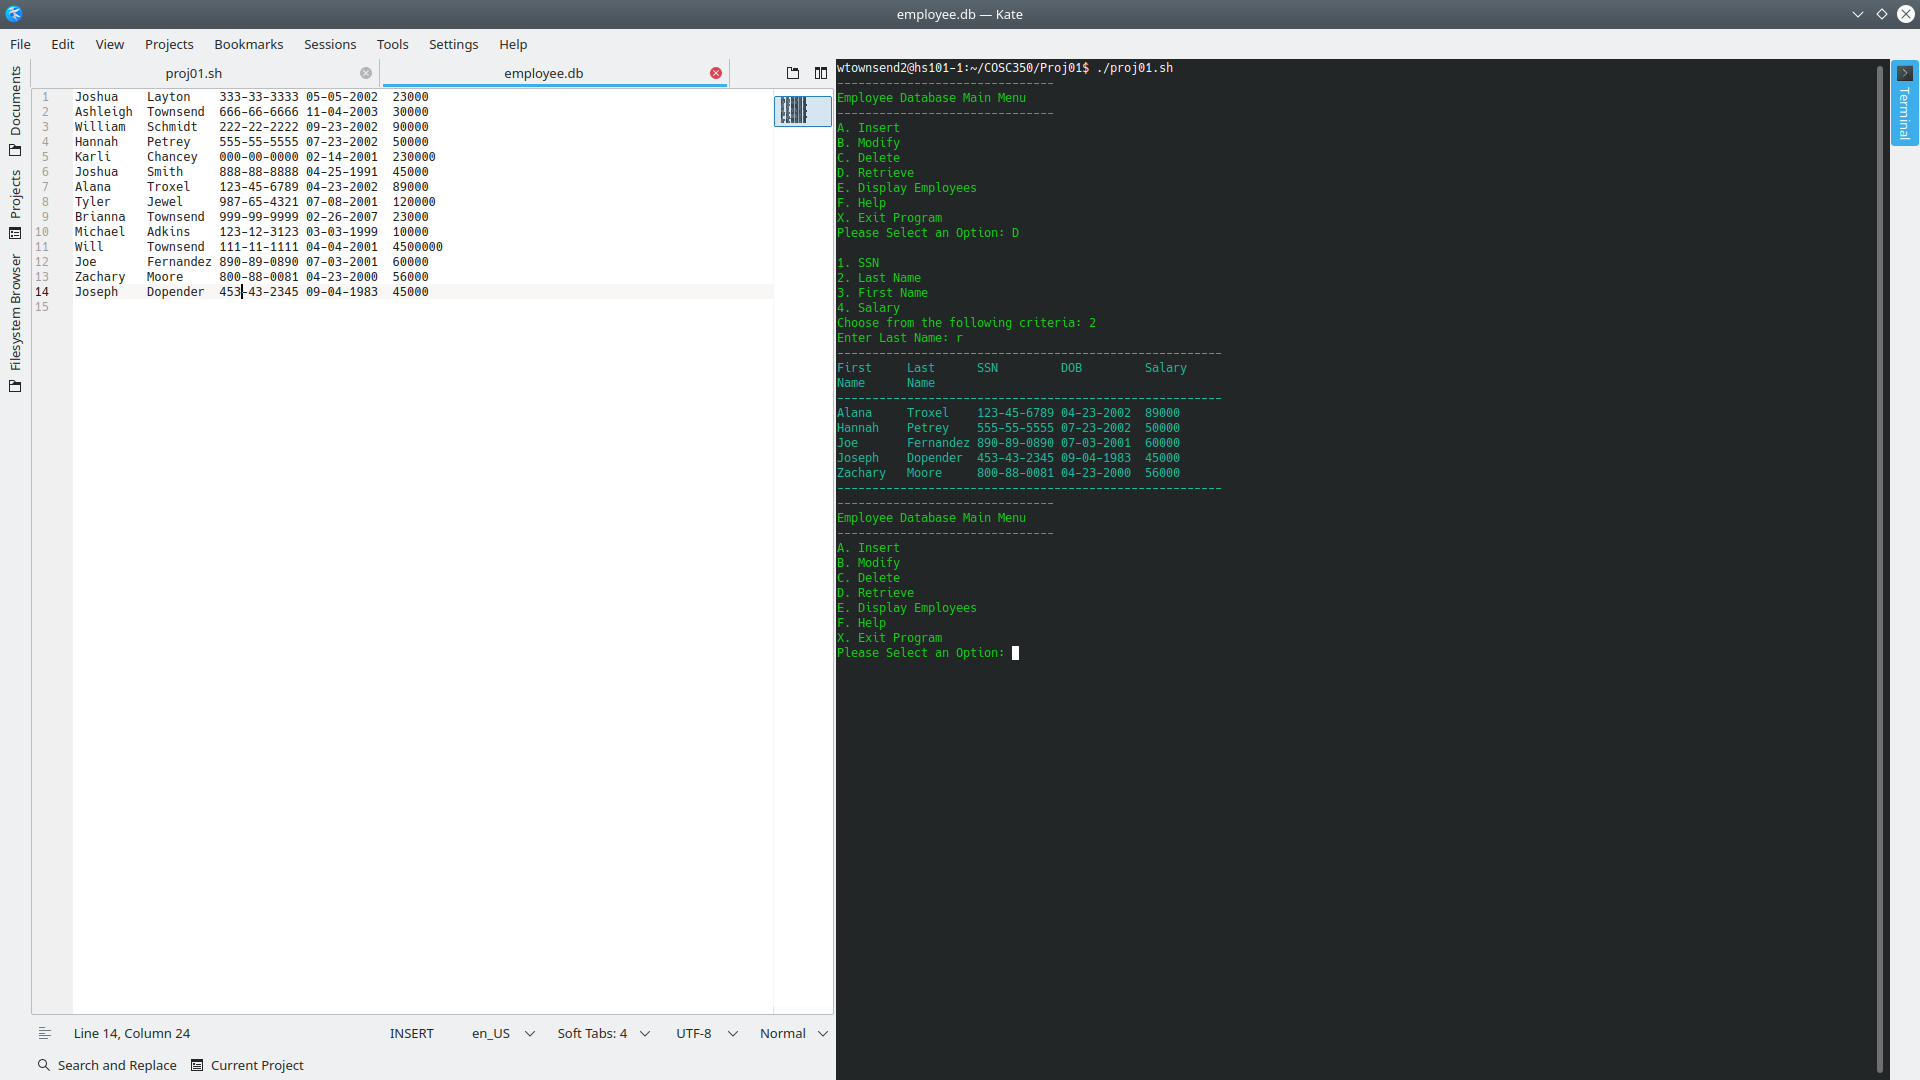 employee.db — Kate
File Edit View Projects Bookmarks Sessions Tools Settings Help
Documents
Projects
Filesystem Browser
proj01.sh
employee.db
1 Joshua Layton 333-33-3333 05-05-2002 23000
2 Ashleigh Townsend 666-66-6666 11-04-2003 30000
3 William Schmidt 222-22-2222 09-23-2002 90000
4 Hannah Petrey 555-55-5555 07-23-2002 50000
5 Karli Chancey 000-00-0000 02-14-2001 230000
6 Joshua Smith 888-88-8888 04-25-1991 45000
7 Alana Troxel 123-45-6789 04-23-2002 89000
8 Tyler Jewel 987-65-4321 07-08-2001 120000
9 Brianna Townsend 999-99-9999 02-26-2007 23000
10 Michael Adkins 123-12-3123 03-03-1999 10000
11 Will Townsend 111-11-1111 04-04-2001 4500000
12 Joe Fernandez 890-89-0890 07-03-2001 60000
13 Zachary Moore 800-88-0081 04-23-2000 56000
14 Joseph Dopender 453-43-2345 09-04-1983 45000
15
Line 14, Column 24 INSERT en_US Soft Tabs: 4 UTF-8 Normal
Search and Replace Current Project
wtownsend2@hs101-1:~/COSC350/Proj01$ ./proj01.sh
-------------------------------
Employee Database Main Menu
-------------------------------
A. Insert
B. Modify
C. Delete
D. Retrieve
E. Display Employees
F. Help
X. Exit Program
Please Select an Option: D
1. SSN
2. Last Name
3. First Name
4. Salary
Choose from the following criteria: 2
Enter Last Name: r
-------------------------------------------------------
First Last SSN DOB Salary
Name Name
-------------------------------------------------------
Alana Troxel 123-45-6789 04-23-2002 89000
Hannah Petrey 555-55-5555 07-23-2002 50000
Joe Fernandez 890-89-0890 07-03-2001 60000
Joseph Dopender 453-43-2345 09-04-1983 45000
Zachary Moore 800-88-0081 04-23-2000 56000
-------------------------------------------------------
-------------------------------
Employee Database Main Menu
-------------------------------
A. Insert
B. Modify
C. Delete
D. Retrieve
E. Display Employees
F. Help
X. Exit Program
Please Select an Option:
Terminal